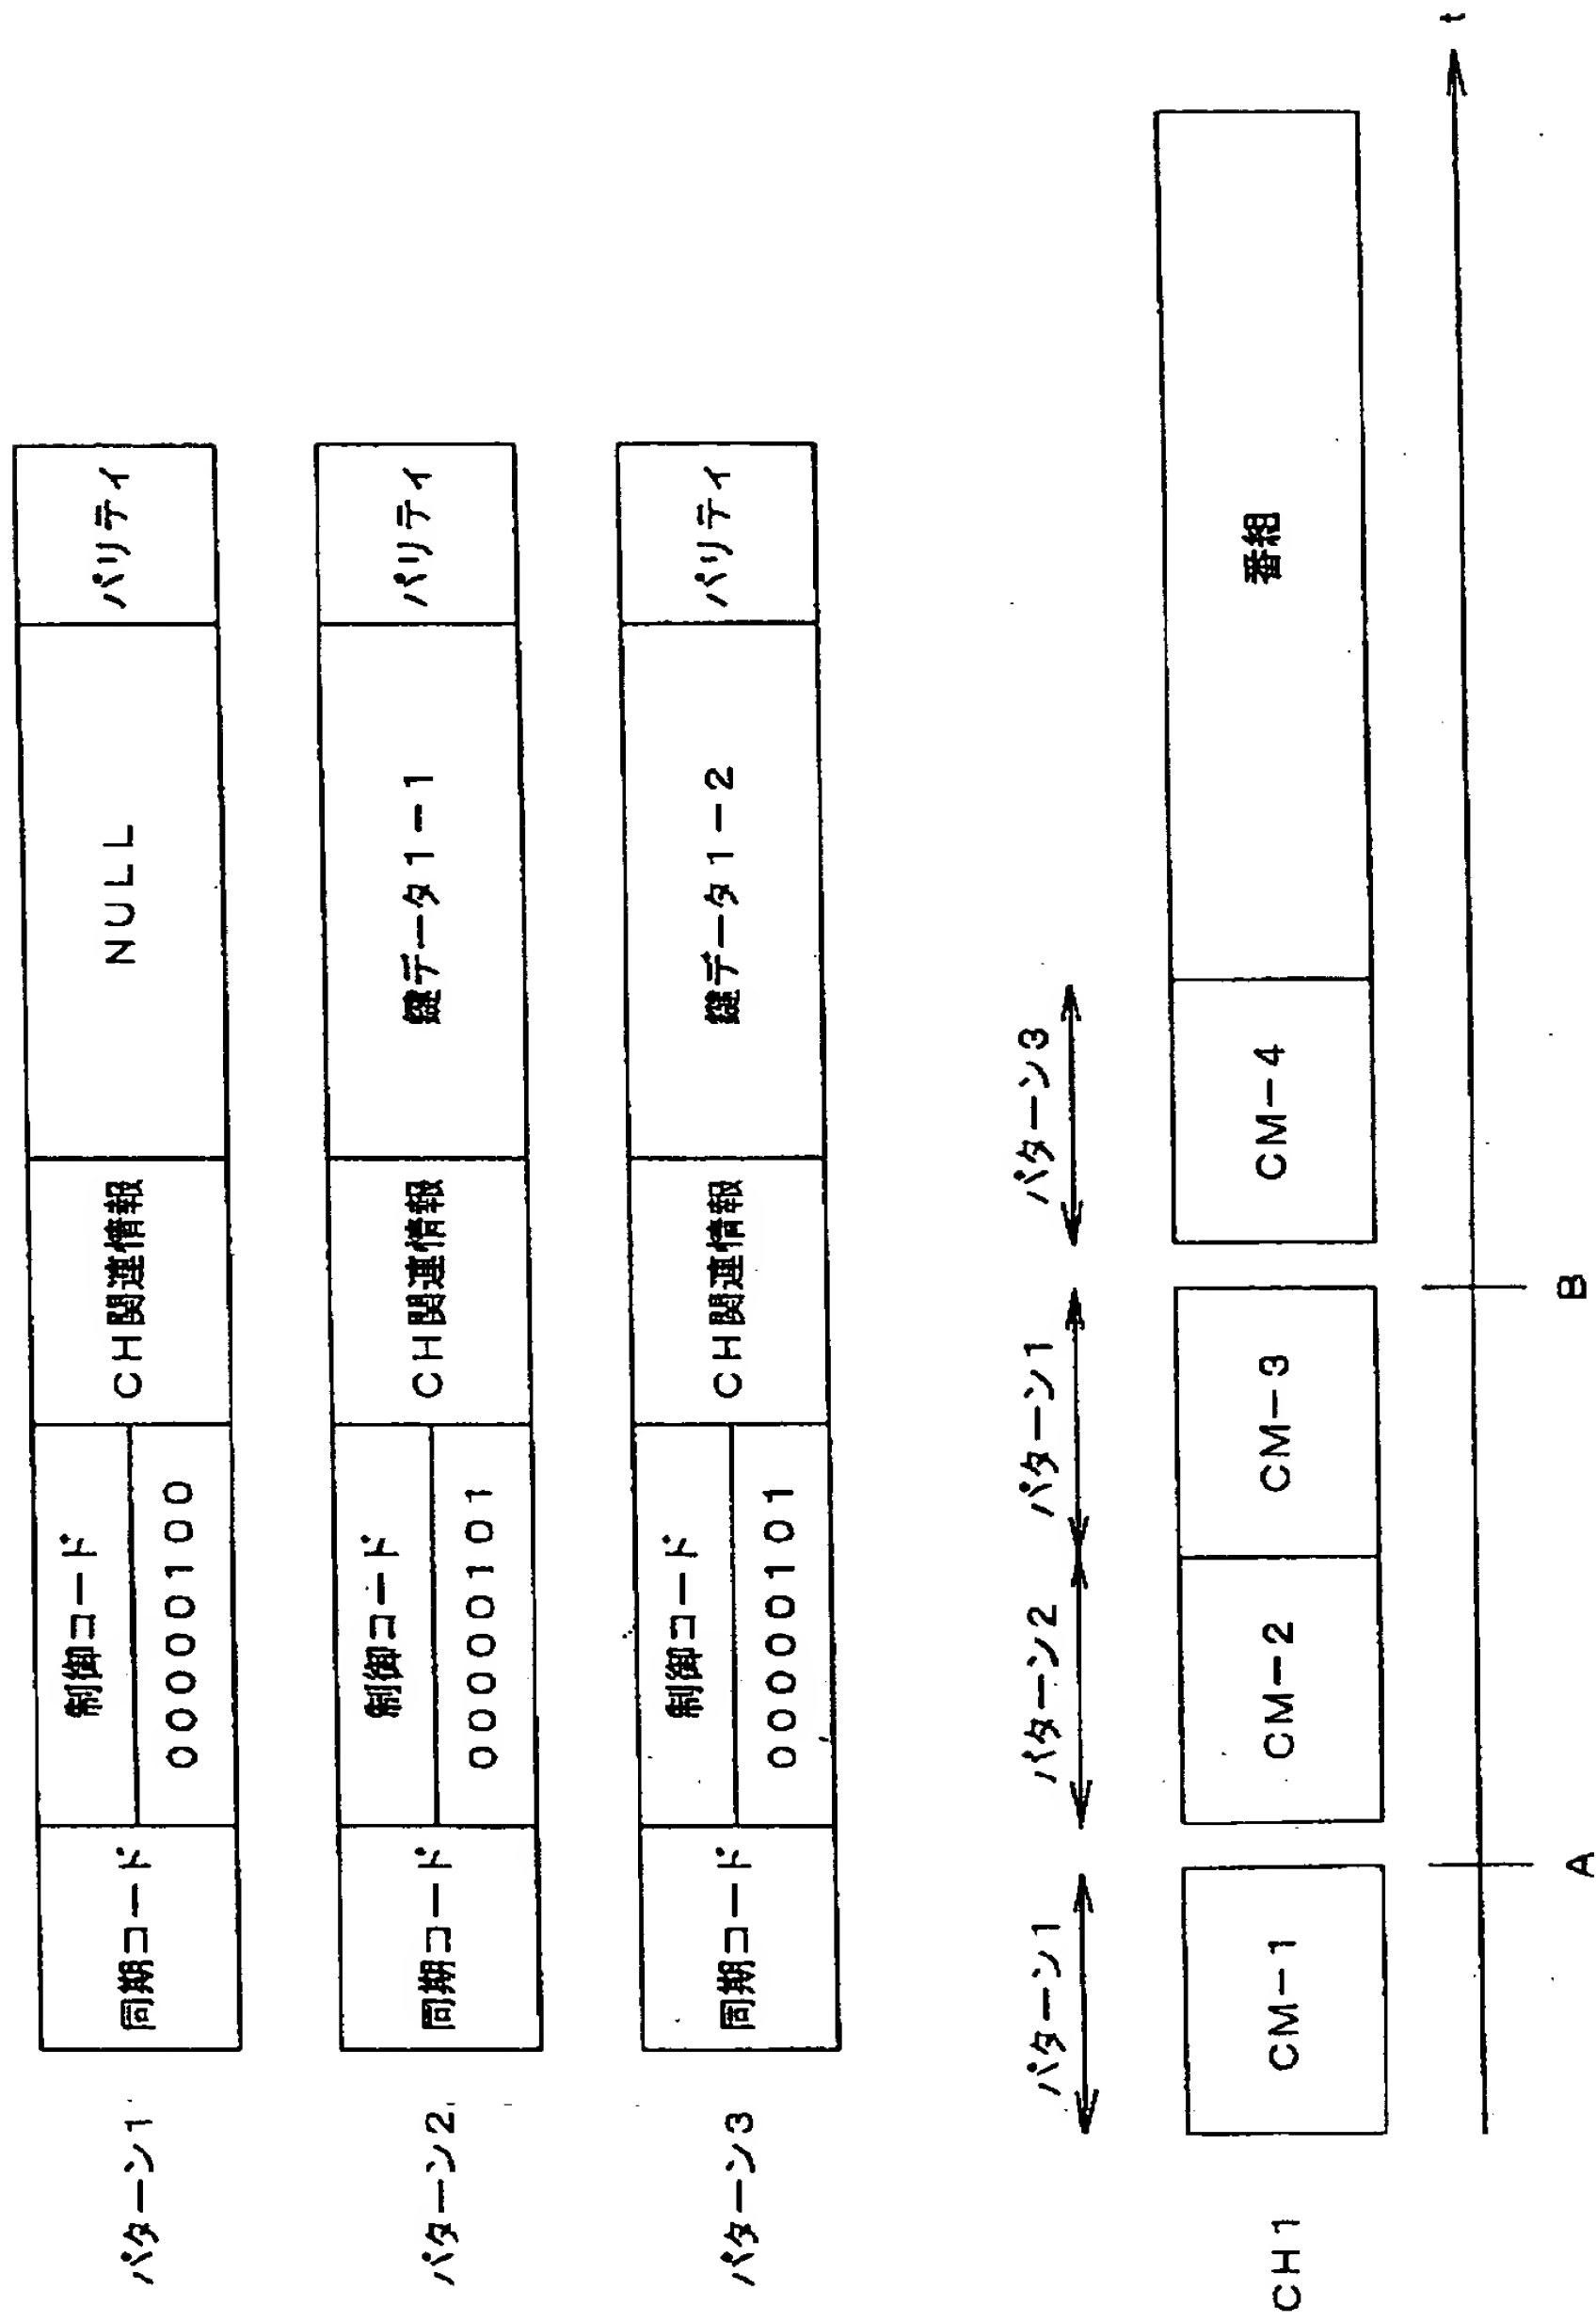 パターン1 同期コード 制御コード CH関連情報 NULL パリティ
00000100
パターン2 同期コード 制御コード CH関連情報 鍵データ1-1 パリティ
00000101
パターン3 同期コード 制御コード CH関連情報 鍵データ1-2 パリティ
00000101
パターン1 パターン2 パターン1 パターン3
CH1 CM-1 CM-2 CM-3 CM-4 番組
t
A B